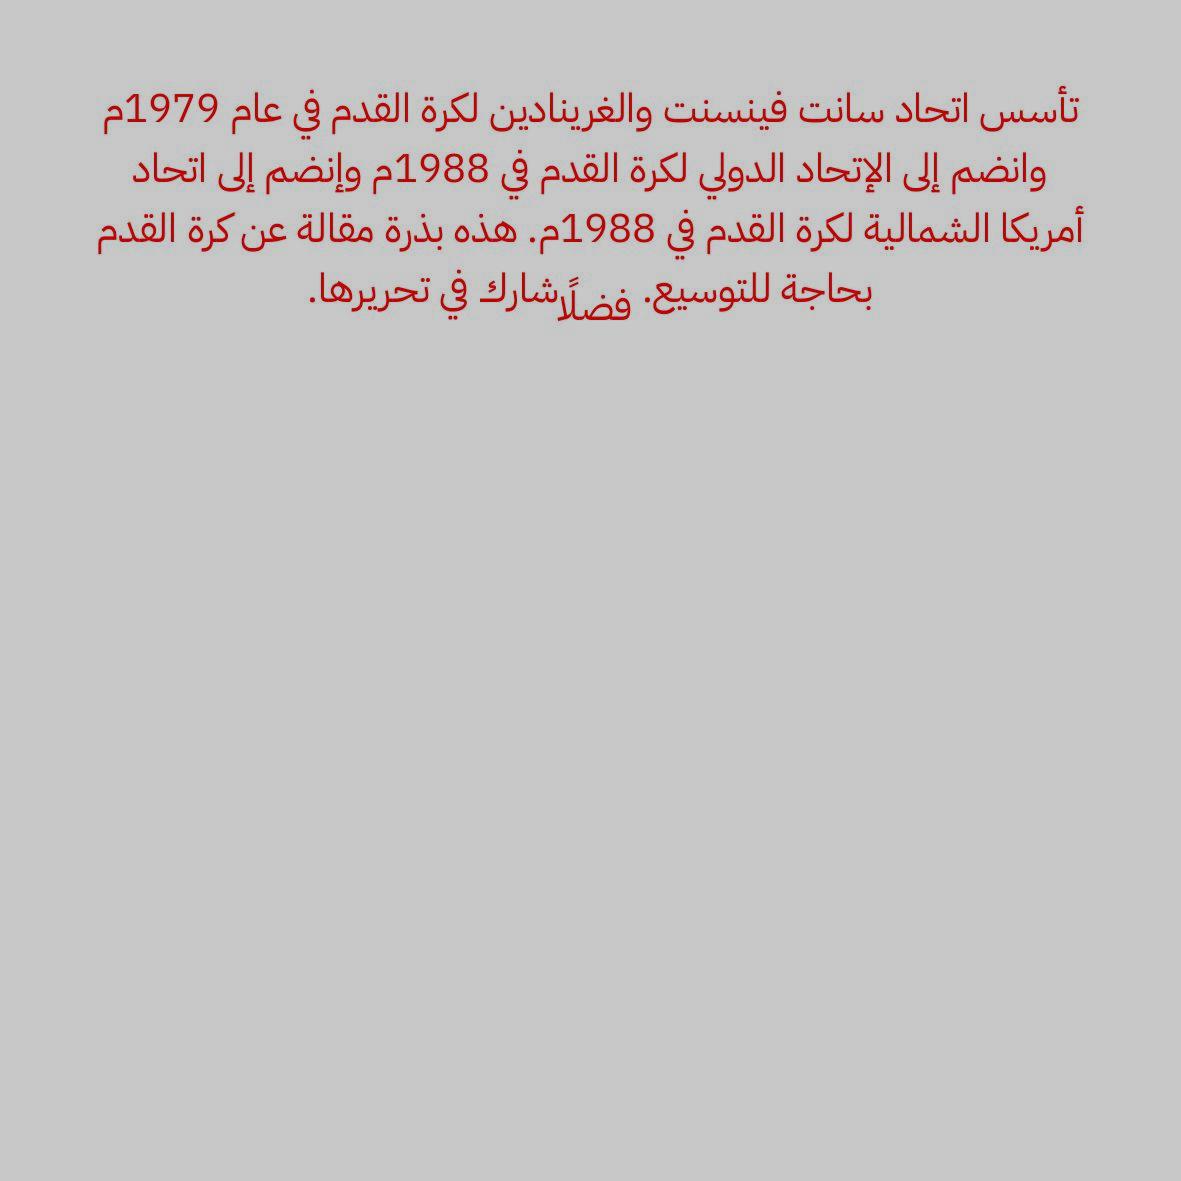 تأسس اتحاد سانت فينسنت والغرينادين لكرة القدم في عام 1979م
وانضم إلى الإتحاد الدولي لكرة القدم في 1988م وإنضم إلى اتحاد
أمريكا الشمالية لكرة القدم في 1988م. هذه بذرة مقالة عن كرة القدم
بحاجة للتوسيع. فضلًا شارك في تحريرها.